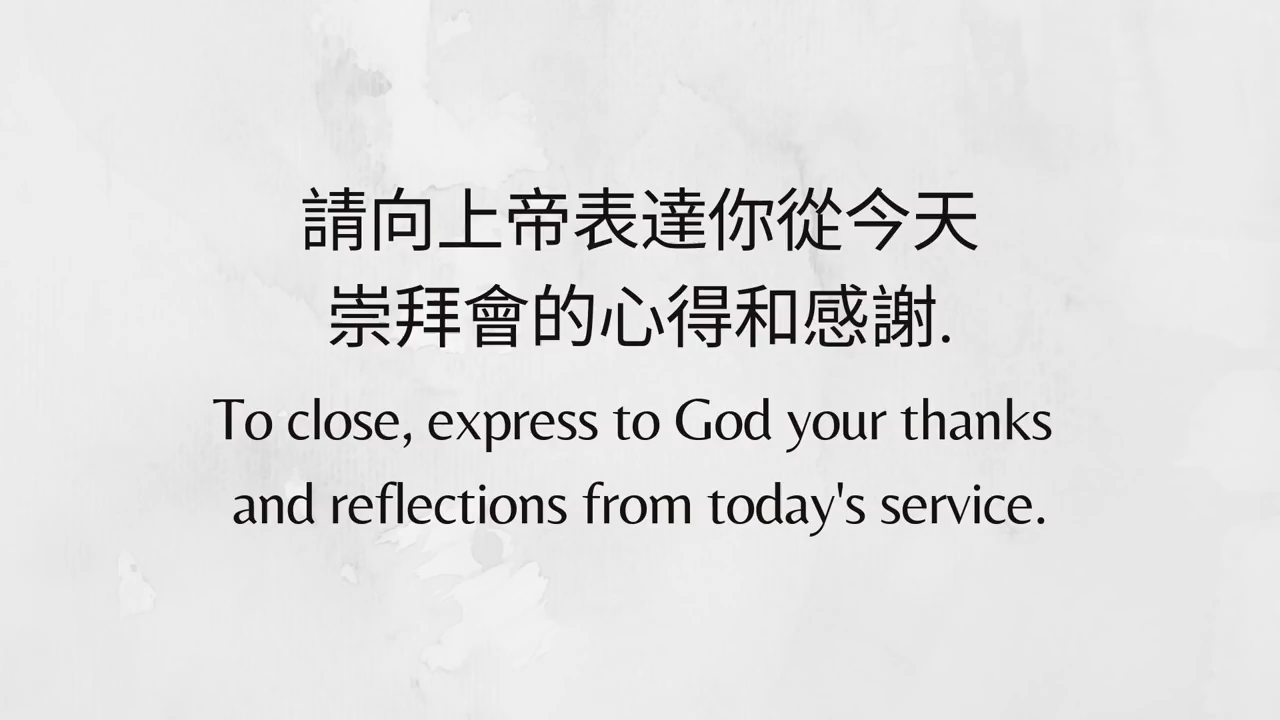 請向上帝表達你從今天
崇拜會的心得和感謝.
To close, express to God your thanks
and reflections from today's service.